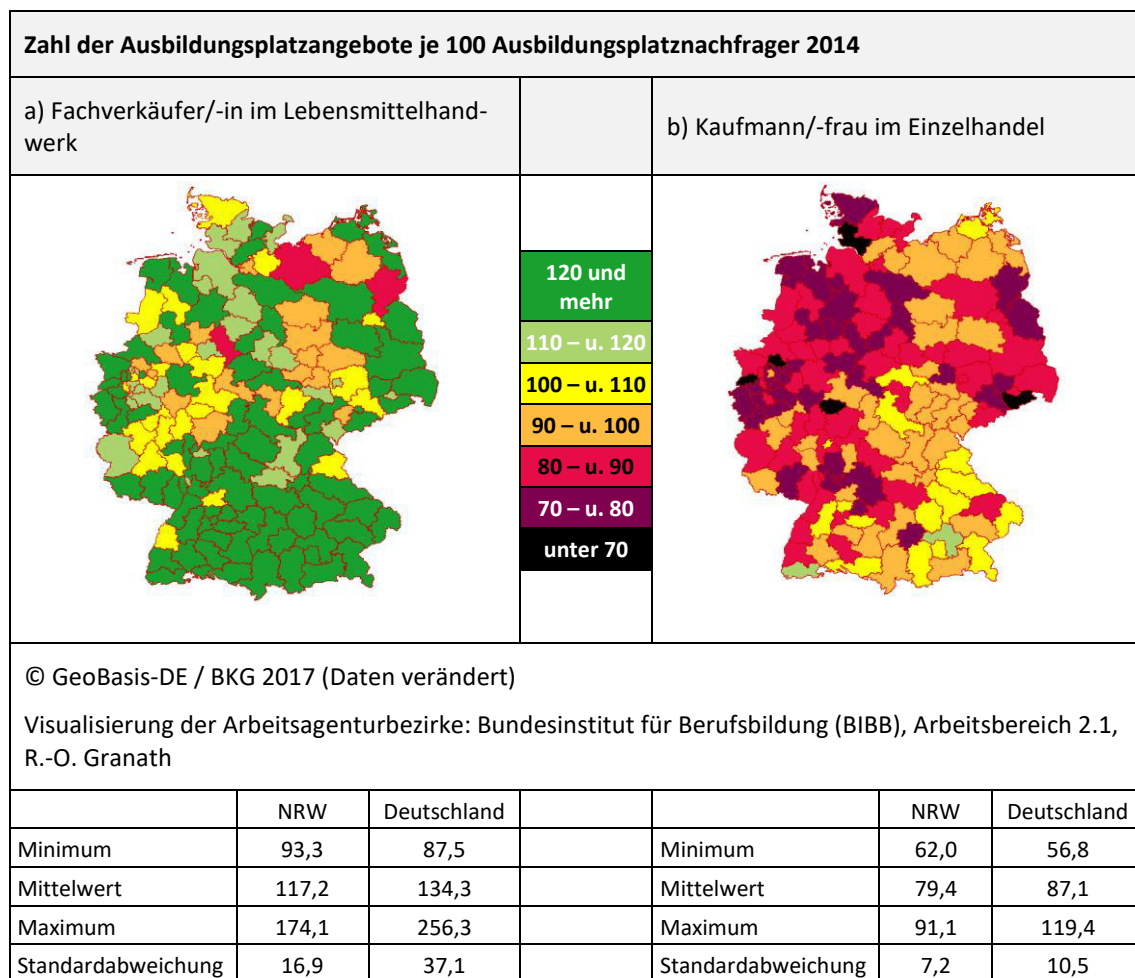 Zahl der Ausbildungsplatzangebote je 100 Ausbildungsplatznachfrager 2014
a) Fachverkäufer/-in im Lebensmittelhand-
werk
b) Kaufmann/-frau im Einzelhandel
120 und
mehr
110 – u. 120
100 – u. 110
90 – u. 100
80 – u. 90
70 – u. 80
unter 70
© GeoBasis-DE / BKG 2017 (Daten verändert)
Visualisierung der Arbeitsagenturbezirke: Bundesinstitut für Berufsbildung (BIBB), Arbeitsbereich 2.1,
R.-O. Granath
NRW Deutschland NRW Deutschland
Minimum 93,3 87,5 Minimum 62,0 56,8
Mittelwert 117,2 134,3 Mittelwert 79,4 87,1
Maximum 174,1 256,3 Maximum 91,1 119,4
Standardabweichung 16,9 37,1 Standardabweichung 7,2 10,5